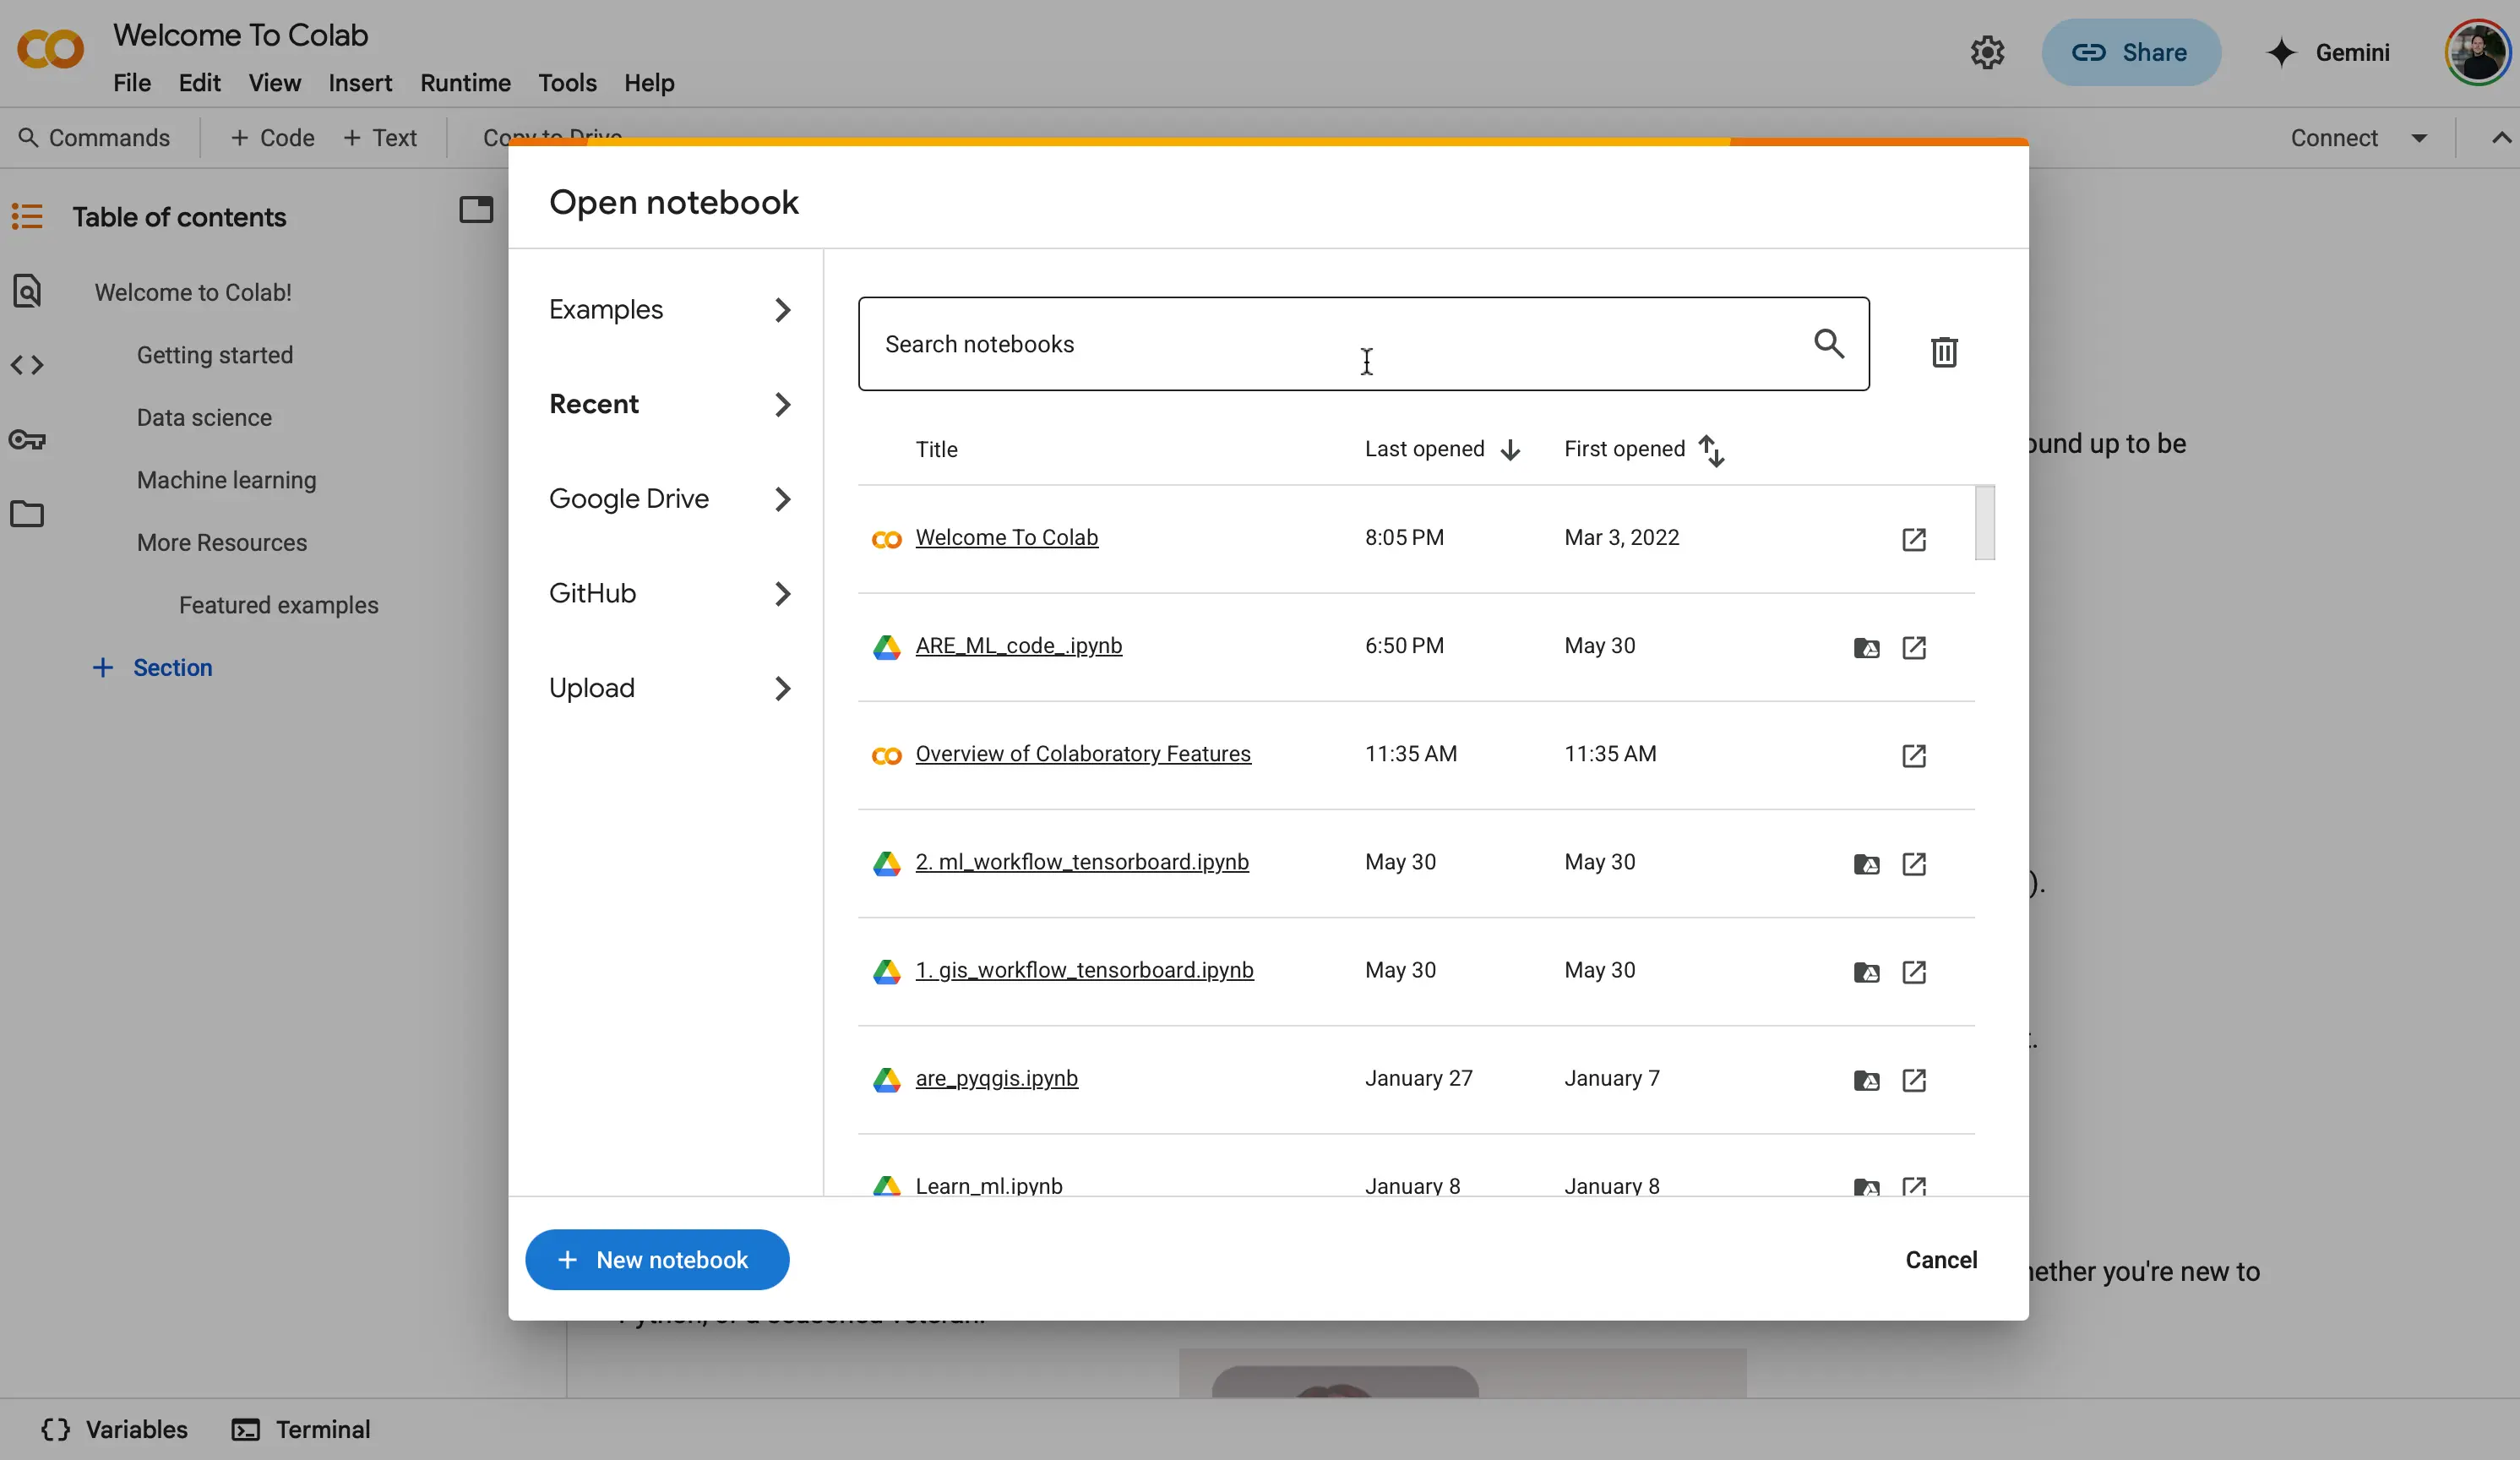 Welcome To Colab
File Edit View Insert Runtime Tools Help
Share
Gemini
Commands + Code + Text Copy to Drive
Connect
Table of contents
Welcome to Colab!
Getting started
Data science
Machine learning
More Resources
Featured examples
+ Section
Open notebook
Examples
Recent
Google Drive
GitHub
Upload
Search notebooks
Title Last opened First opened
Welcome To Colab 8:05 PM Mar 3, 2022
ARE_ML_code_.ipynb 6:50 PM May 30
Overview of Colaboratory Features 11:35 AM 11:35 AM
2. ml_workflow_tensorboard.ipynb May 30 May 30
1. gis_workflow_tensorboard.ipynb May 30 May 30
are_pyqgis.ipynb January 27 January 7
Learn_ml.ipynb January 8 January 8
+ New notebook
Cancel
up to be
).
you're new to
Variables Terminal